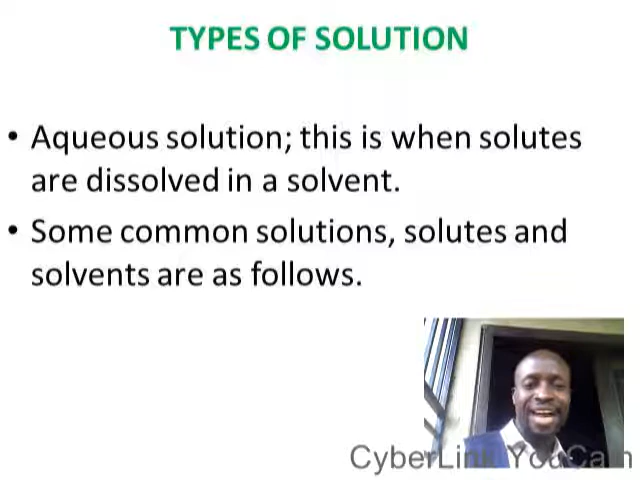 TYPES OF SOLUTION
• Aqueous solution; this is when solutes
are dissolved in a solvent.
• Some common solutions, solutes and
solvents are as follows.
CyberLink YouCam